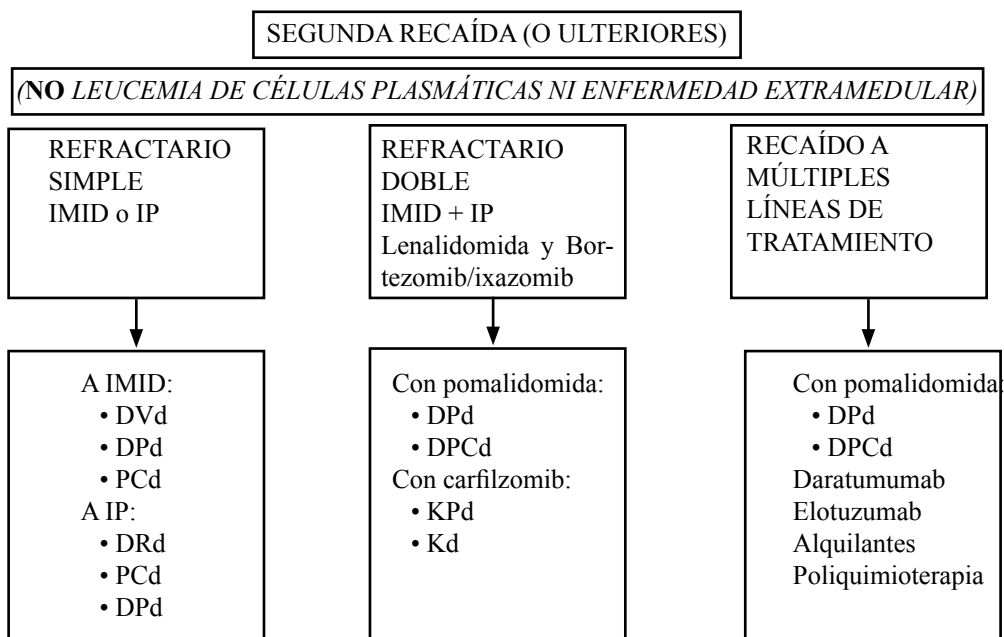 SEGUNDA RECAÍDA (O ULTERIORES)
(NO LEUCEMIA DE CÉLULAS PLASMÁTICAS NI ENFERMEDAD EXTRAMEDULAR)
REFRACTARIO
SIMPLE
IMID o IP
REFRACTARIO
DOBLE
IMID + IP
Lenalidomida y Bor-
tezomib/ixazomib
RECAÍDO A
MÚLTIPLES
LÍNEAS DE
TRATAMIENTO
A IMID:
• DVd
• DPd
• PCd
A IP:
• DRd
• PCd
• DPd
Con pomalidomida:
• DPd
• DPCd
Con carfilzomib:
• KPd
• Kd
Con pomalidomida:
• DPd
• DPCd
Daratumumab
Elotuzumab
Alquilantes
Poliquimioterapia